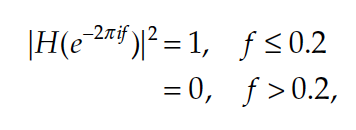 |H(e^{-2πif})|² = 1, f ≤ 0.2
= 0, f > 0.2,